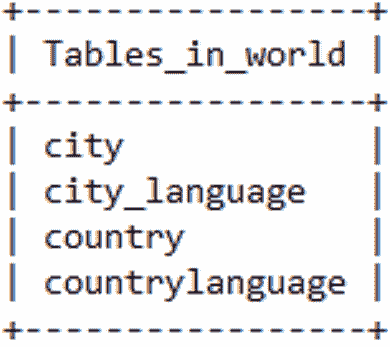 +-----------------+
| Tables_in_world |
+-----------------+
| city            |
| city_language   |
| country         |
| countrylanguage |
+-----------------+